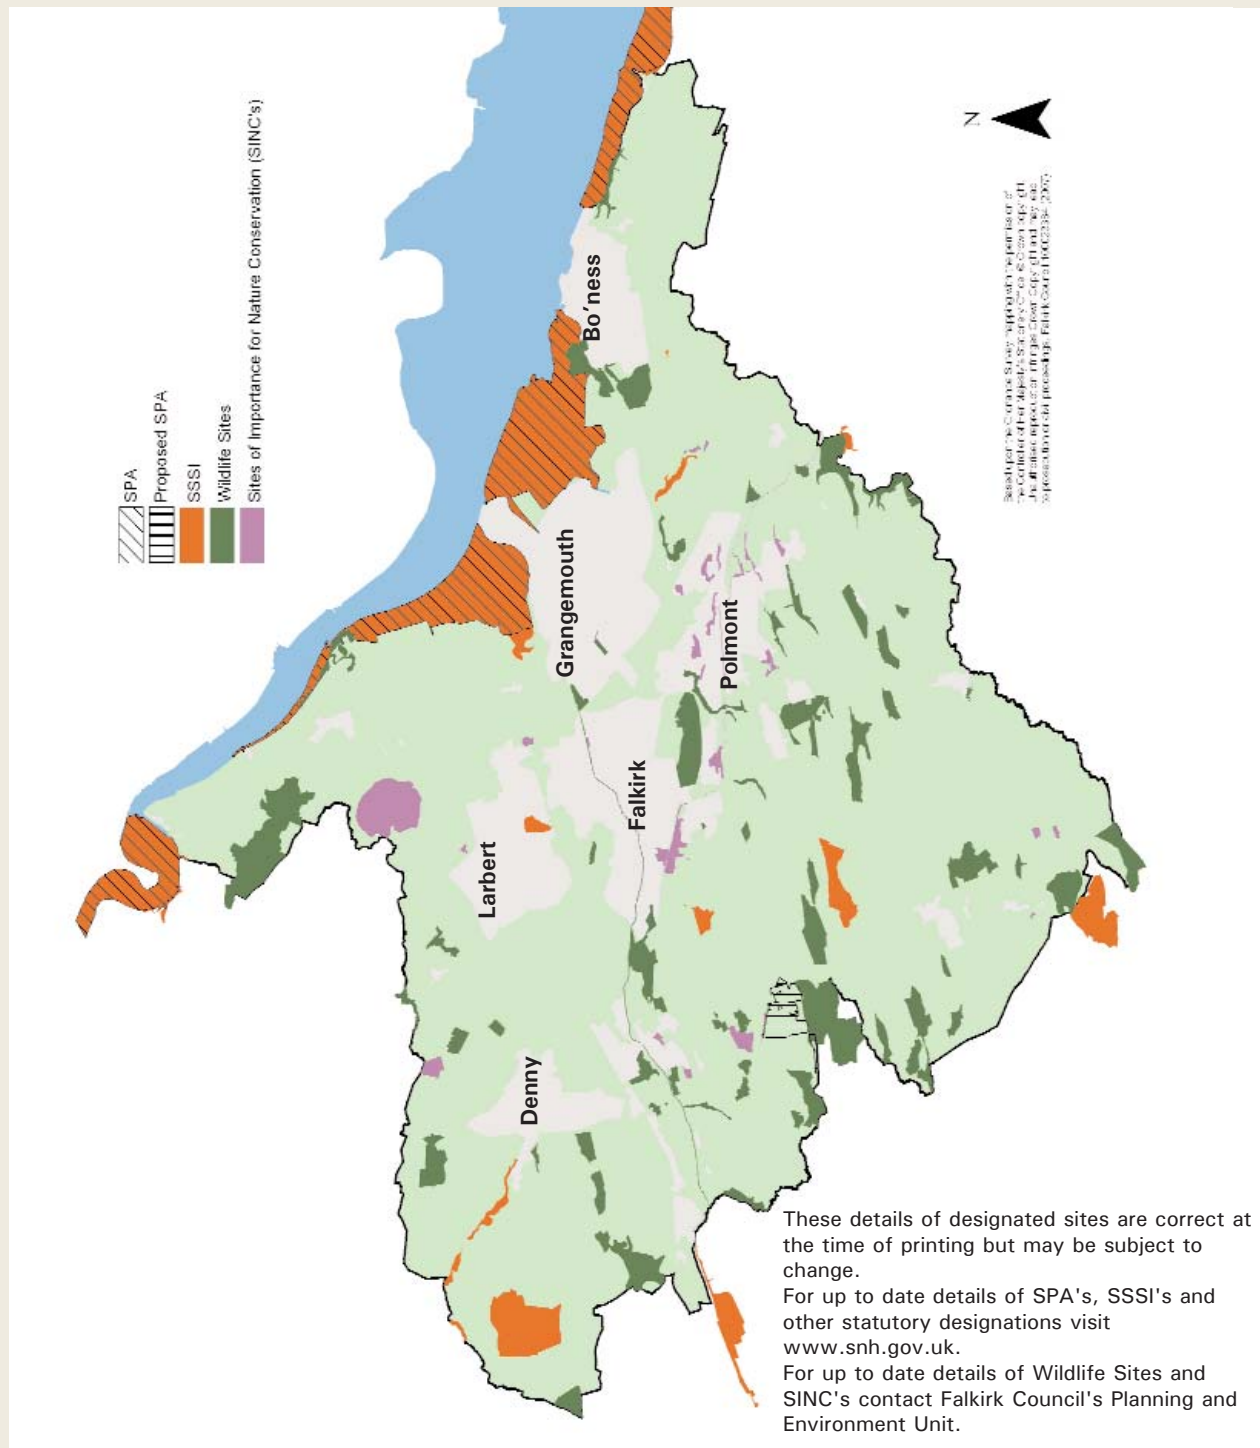 SPA
Proposed SPA
SSSI
Wildlife Sites
Sites of Importance for Nature Conservation (SINC's)
N
Bo'ness
Grangemouth
Polmont
Falkirk
Larbert
Denny
These details of designated sites are correct at
the time of printing but may be subject to
change.
For up to date details of SPA's, SSSI's and
other statutory designations visit
www.snh.gov.uk.
For up to date details of Wildlife Sites and
SINC's contact Falkirk Council's Planning and
Environment Unit.